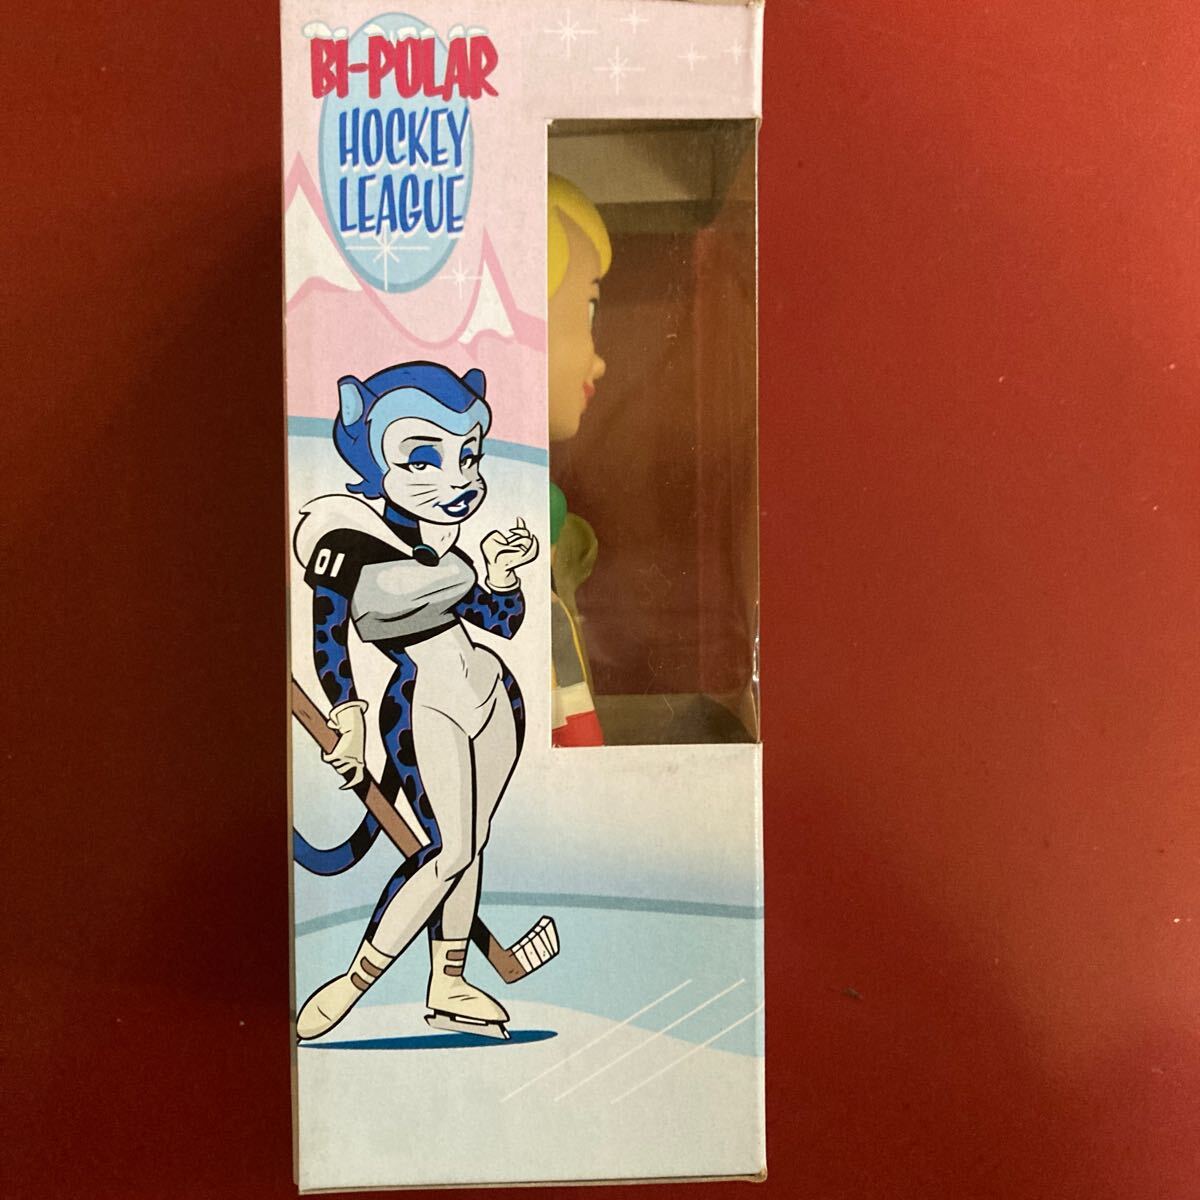 BI-POLAR
HOCKEY
LEAGUE
01